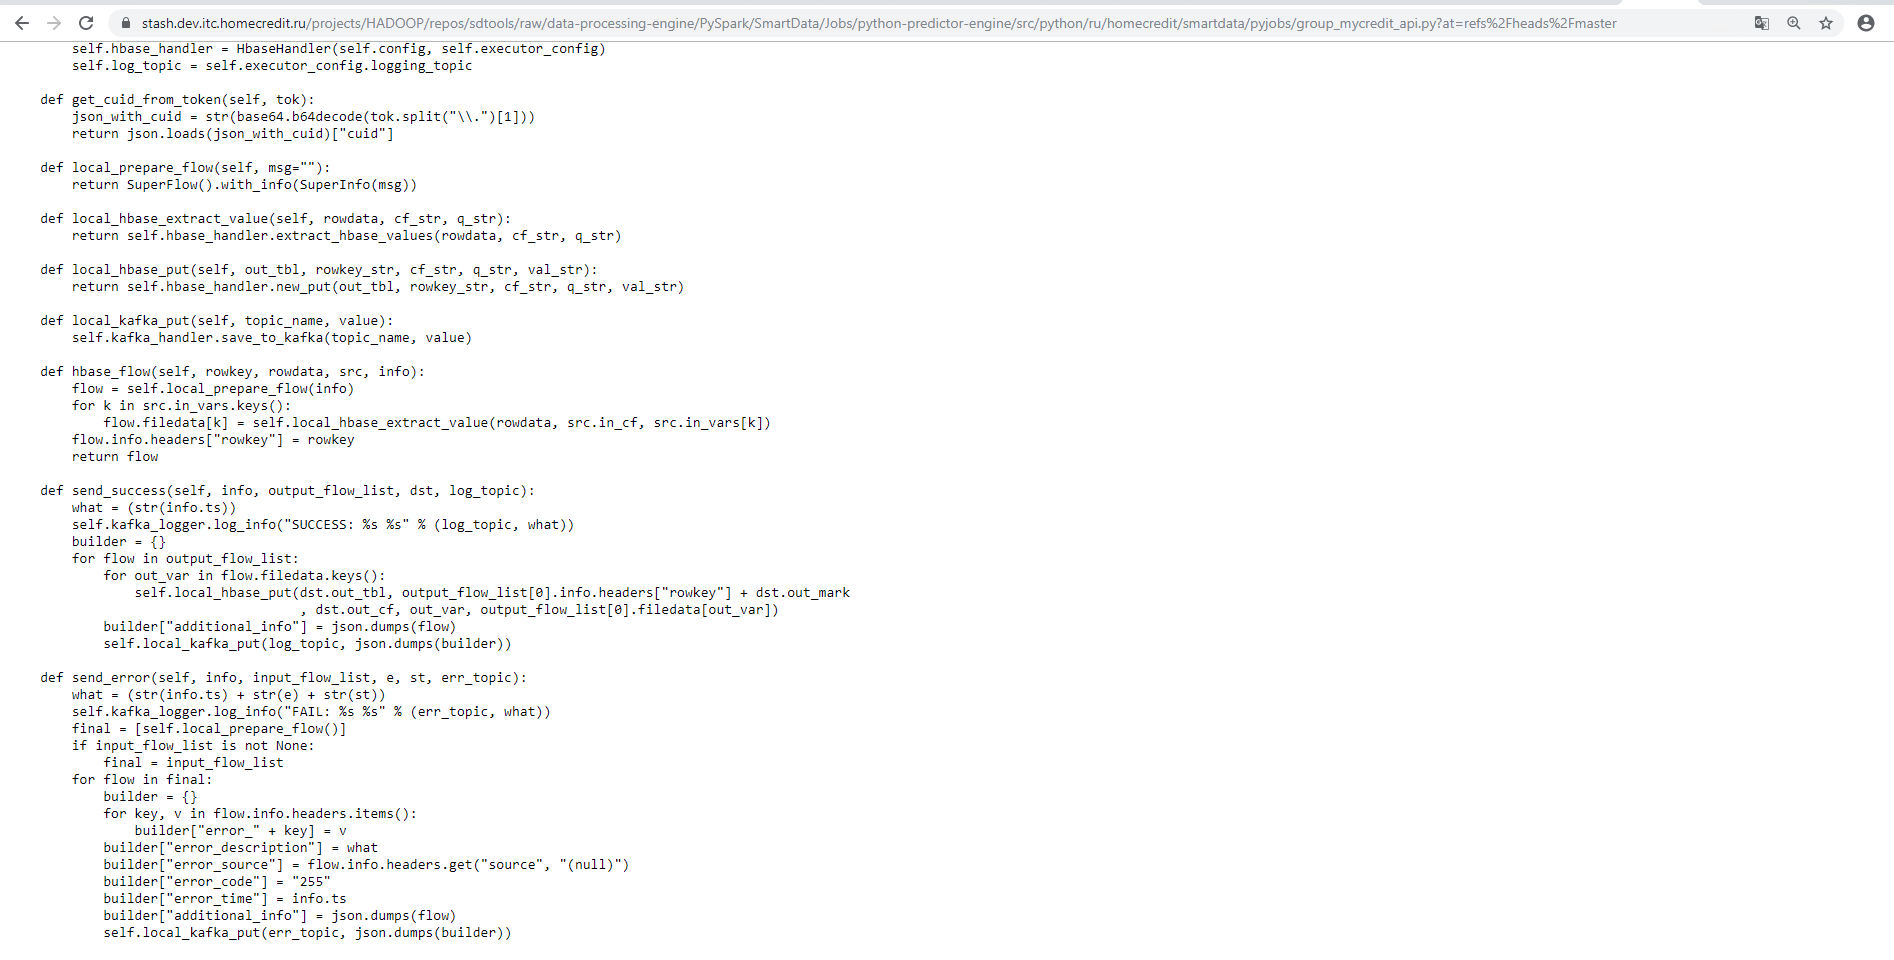 stash.dev.itc.homecredit.ru/projects/HADOOP/repos/sdtools/raw/data-processing-engine/PySpark/SmartData/Jobs/python-predictor-engine/src/python/ru/homecredit/smartdata/pyjobs/group_mycredit_api.py?at=refs%2Fheads%2Fmaster
        self.hbase_handler = HbaseHandler(self.config, self.executor_config)
        self.log_topic = self.executor_config.logging_topic

    def get_cuid_from_token(self, tok):
        json_with_cuid = str(base64.b64decode(tok.split("\\.")[1]))
        return json.loads(json_with_cuid)["cuid"]

    def local_prepare_flow(self, msg=""):
        return SuperFlow().with_info(SuperInfo(msg))

    def local_hbase_extract_value(self, rowdata, cf_str, q_str):
        return self.hbase_handler.extract_hbase_values(rowdata, cf_str, q_str)

    def local_hbase_put(self, out_tbl, rowkey_str, cf_str, q_str, val_str):
        return self.hbase_handler.new_put(out_tbl, rowkey_str, cf_str, q_str, val_str)

    def local_kafka_put(self, topic_name, value):
        self.kafka_handler.save_to_kafka(topic_name, value)

    def hbase_flow(self, rowkey, rowdata, src, info):
        flow = self.local_prepare_flow(info)
        for k in src.in_vars.keys():
            flow.filedata[k] = self.local_hbase_extract_value(rowdata, src.in_cf, src.in_vars[k])
        flow.info.headers["rowkey"] = rowkey
        return flow

    def send_success(self, info, output_flow_list, dst, log_topic):
        what = (str(info.ts))
        self.kafka_logger.log_info("SUCCESS: %s %s" % (log_topic, what))
        builder = {}
        for flow in output_flow_list:
            for out_var in flow.filedata.keys():
                self.local_hbase_put(dst.out_tbl, output_flow_list[0].info.headers["rowkey"] + dst.out_mark
                                     , dst.out_cf, out_var, output_flow_list[0].filedata[out_var])
            builder["additional_info"] = json.dumps(flow)
            self.local_kafka_put(log_topic, json.dumps(builder))

    def send_error(self, info, input_flow_list, e, st, err_topic):
        what = (str(info.ts) + str(e) + str(st))
        self.kafka_logger.log_info("FAIL: %s %s" % (err_topic, what))
        final = [self.local_prepare_flow()]
        if input_flow_list is not None:
            final = input_flow_list
        for flow in final:
            builder = {}
            for key, v in flow.info.headers.items():
                builder["error_" + key] = v
            builder["error_description"] = what
            builder["error_source"] = flow.info.headers.get("source", "(null)")
            builder["error_code"] = "255"
            builder["error_time"] = info.ts
            builder["additional_info"] = json.dumps(flow)
            self.local_kafka_put(err_topic, json.dumps(builder))